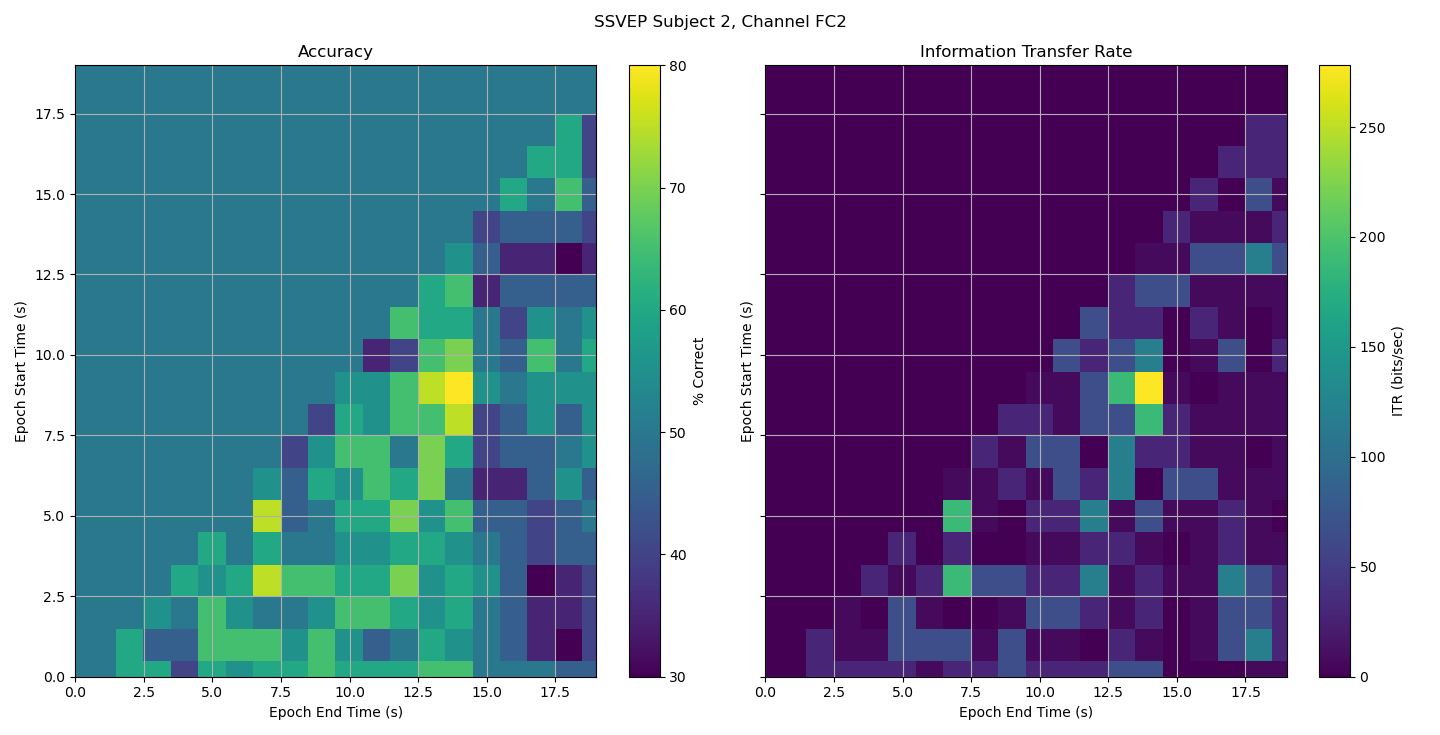 SSVEP Subject 2, Channel FC2
Accuracy
Information Transfer Rate
17.5
15.0
12.5
10.0
7.5
5.0
2.5
0.0
Epoch Start Time (s)
0.0 2.5 5.0 7.5 10.0 12.5 15.0 17.5
Epoch End Time (s)
80
70
60
50
40
30
% Correct
Epoch Start Time (s)
0.0 2.5 5.0 7.5 10.0 12.5 15.0 17.5
Epoch End Time (s)
250
200
150
100
50
0
ITR (bits/sec)